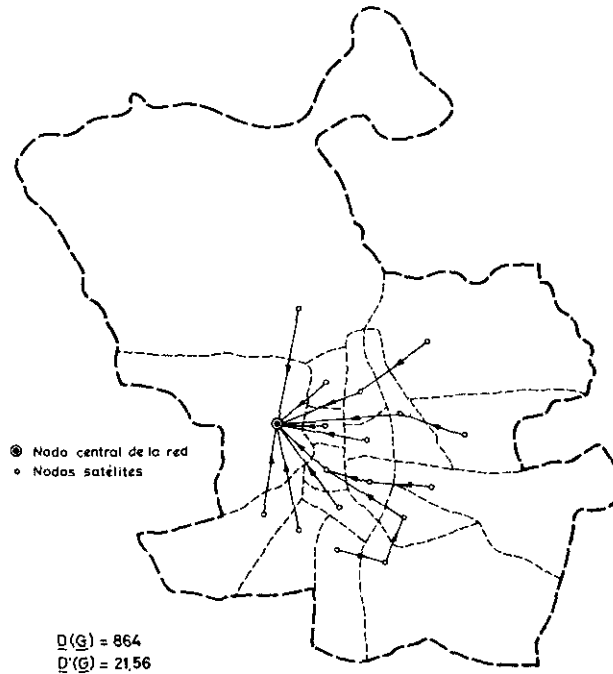 Nodo central de la red
Nodos satélites
D(G) = 864
D'(G) = 21,56